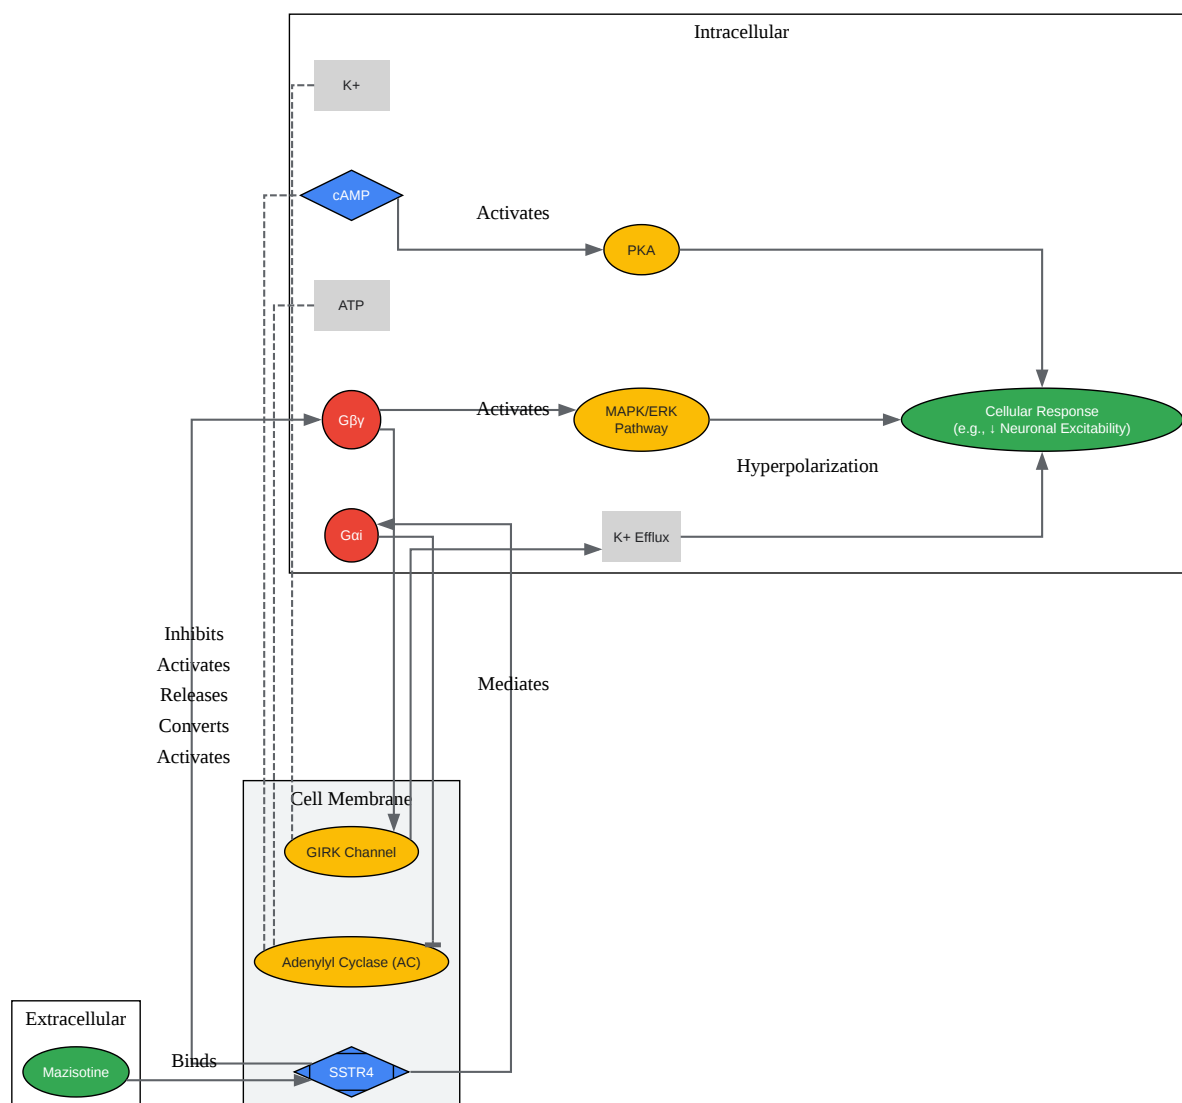 Intracellular
K+
cAMP
Activates
PKA
ATP
Gβγ
Activates
MAPK/ERK
Pathway
Cellular Response
(e.g., ↓ Neuronal Excitability)
Hyperpolarization
Gαi
K+ Efflux
Inhibits
Activates
Releases
Converts
Activates
Mediates
Cell Membrane
GIRK Channel
Adenylyl Cyclase (AC)
Extracellular
Mazisotine
Binds
SSTR4